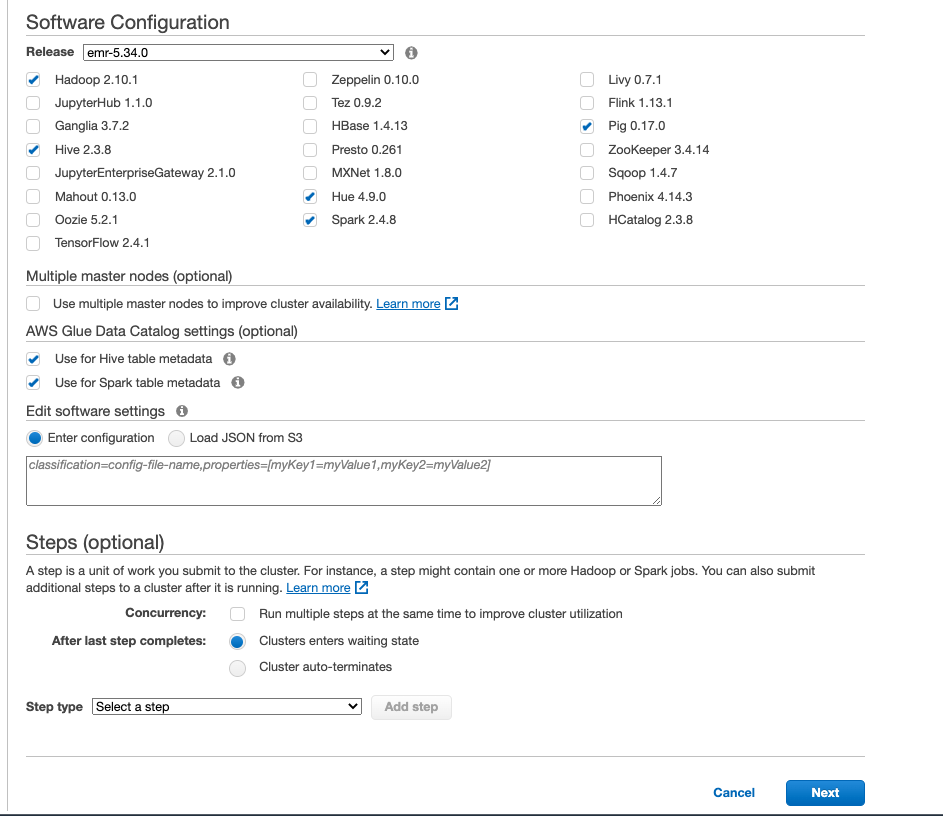 Software Configuration
Release emr-5.34.0
Hadoop 2.10.1 Zeppelin 0.10.0 Livy 0.7.1
JupyterHub 1.1.0 Tez 0.9.2 Flink 1.13.1
Ganglia 3.7.2 HBase 1.4.13 Pig 0.17.0
Hive 2.3.8 Presto 0.261 ZooKeeper 3.4.14
JupyterEnterpriseGateway 2.1.0 MXNet 1.8.0 Sqoop 1.4.7
Mahout 0.13.0 Hue 4.9.0 Phoenix 4.14.3
Oozie 5.2.1 Spark 2.4.8 HCatalog 2.3.8
TensorFlow 2.4.1
Multiple master nodes (optional)
Use multiple master nodes to improve cluster availability. Learn more
AWS Glue Data Catalog settings (optional)
Use for Hive table metadata
Use for Spark table metadata
Edit software settings
Enter configuration Load JSON from S3
classification=config-file-name,properties=[myKey1=myValue1,myKey2=myValue2]
Steps (optional)
A step is a unit of work you submit to the cluster. For instance, a step might contain one or more Hadoop or Spark jobs. You can also submit
additional steps to a cluster after it is running. Learn more
Concurrency: Run multiple steps at the same time to improve cluster utilization
After last step completes: Clusters enters waiting state
Cluster auto-terminates
Step type Select a step Add step
Cancel Next